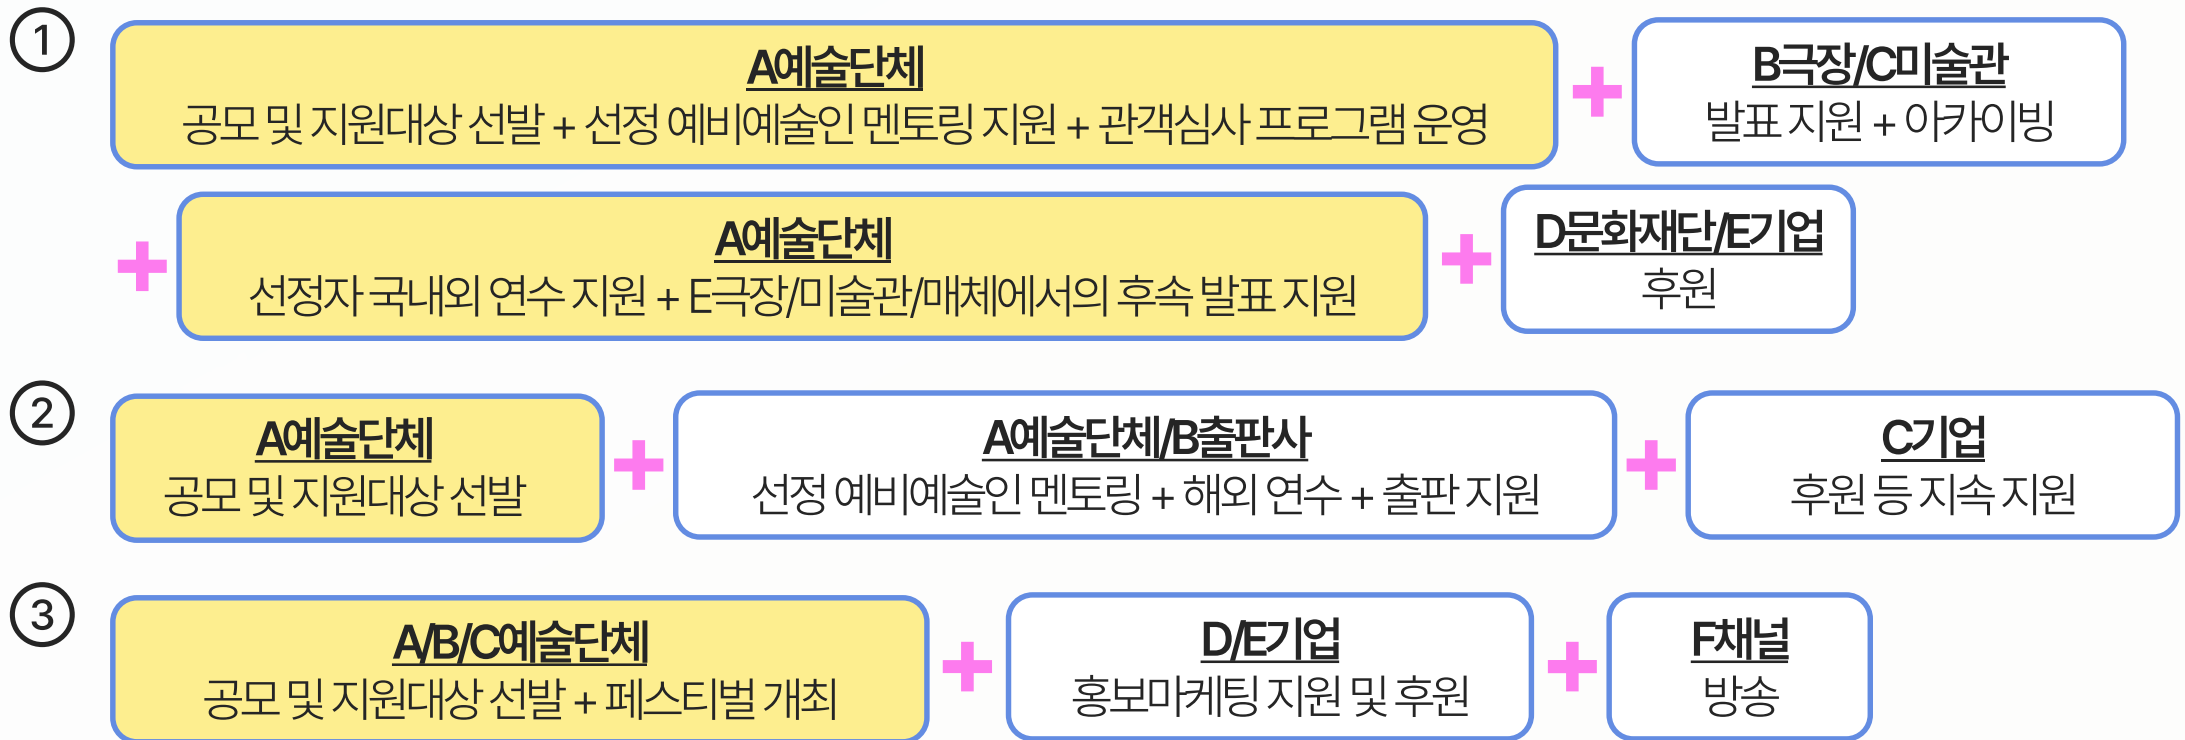 ①
A예술단체
공모 및 지원대상 선발 + 선정 예비예술인 멘토링 지원 + 관객심사 프로그램 운영
+
B극장/C미술관
발표 지원 + 아카이빙
+
A예술단체
선정자 국내외 연수 지원 + E극장/미술관/매체에서의 후속 발표 지원
+
D문화재단/E기업
후원
②
A예술단체
공모 및 지원대상 선발
+
A예술단체/B출판사
선정 예비예술인 멘토링 + 해외 연수 + 출판 지원
+
C기업
후원 등 지속 지원
③
A/B/C예술단체
공모 및 지원대상 선발 + 페스티벌 개최
+
D/E기업
홍보마케팅 지원 및 후원
+
F채널
방송